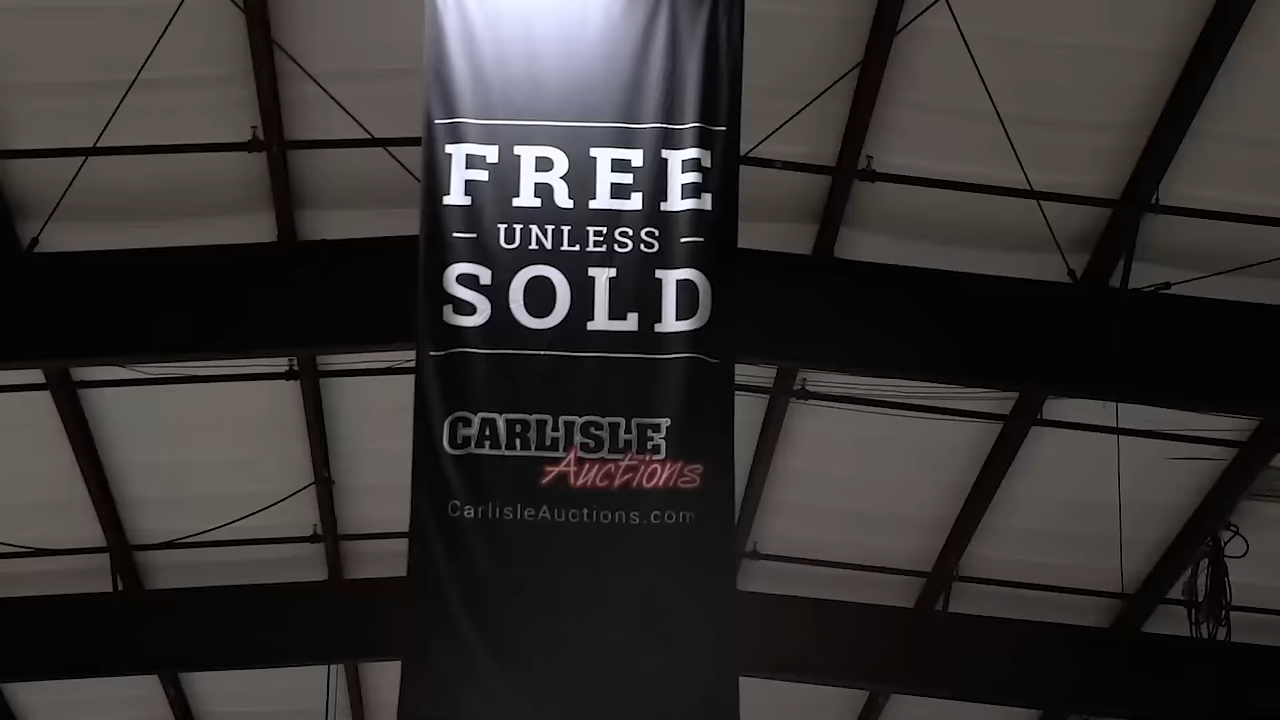 FREE
— UNLESS —
SOLD
CARLISLE
Auctions
CarlisleAuctions.com